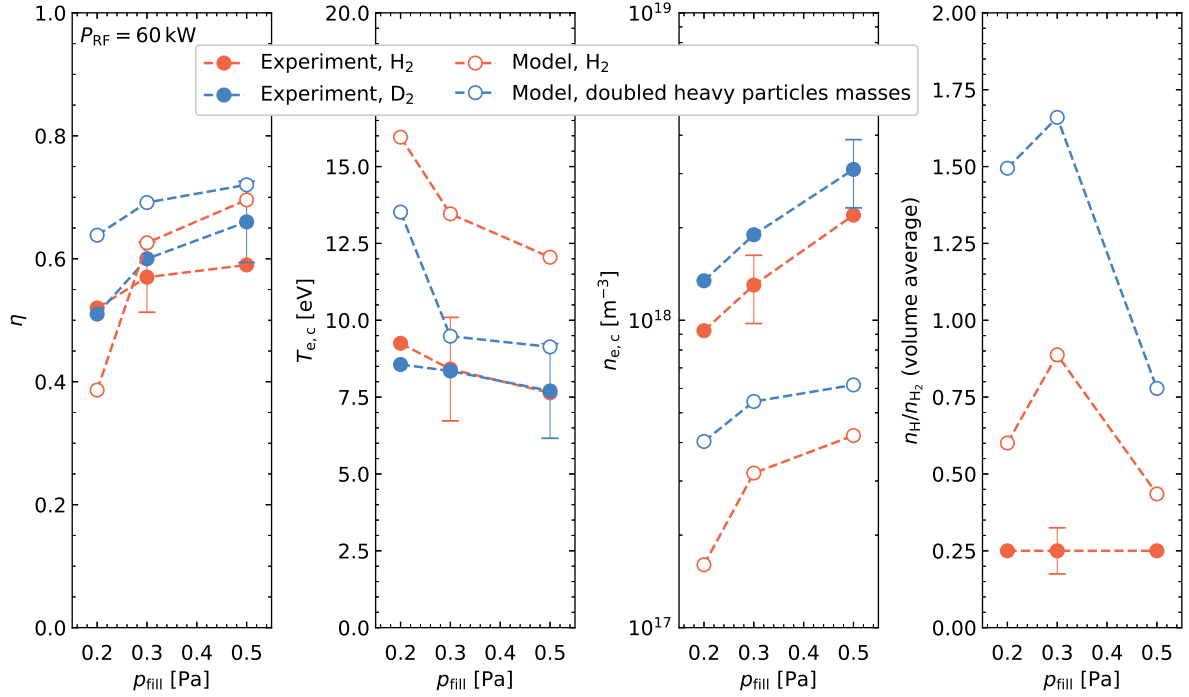 P_RF = 60 kW
Experiment, H₂
Experiment, D₂
Model, H₂
Model, doubled heavy particles masses
1.0
0.8
0.6
0.4
0.2
0.0
η
0.2 0.3 0.4 0.5
p_fill [Pa]
20.0
17.5
15.0
12.5
10.0
7.5
5.0
2.5
0.0
T_e, c [eV]
0.2 0.3 0.4 0.5
p_fill [Pa]
10¹⁹
10¹⁸
10¹⁷
n_e, c [m⁻³]
0.2 0.3 0.4 0.5
p_fill [Pa]
2.00
1.75
1.50
1.25
1.00
0.75
0.50
0.25
0.00
n_H/n_H₂ (volume average)
0.2 0.3 0.4 0.5
p_fill [Pa]